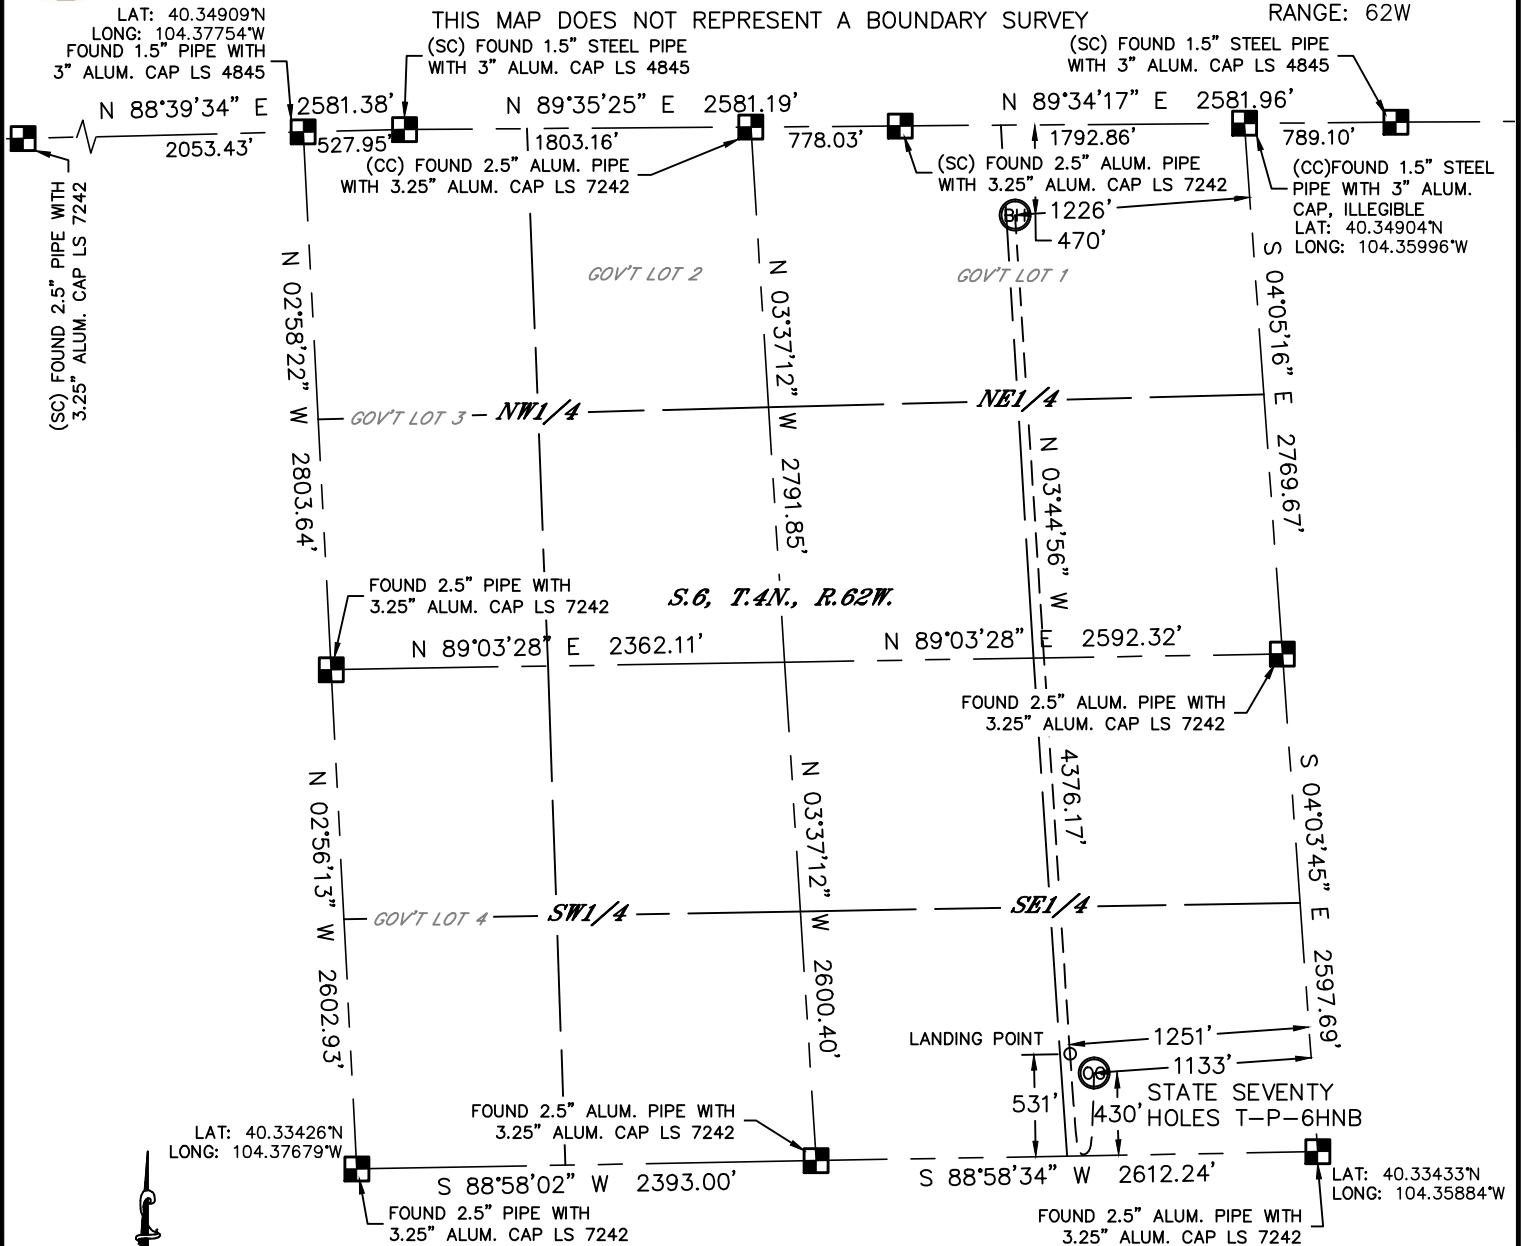 LAT: 40.34909°N
LONG: 104.37754°W
FOUND 1.5" PIPE WITH
3" ALUM. CAP LS 4845
THIS MAP DOES NOT REPRESENT A BOUNDARY SURVEY
RANGE: 62W
(SC) FOUND 1.5" STEEL PIPE
WITH 3" ALUM. CAP LS 4845
(SC) FOUND 1.5" STEEL PIPE
WITH 3" ALUM. CAP LS 4845
N 88°39'34" E 2581.38'
N 89°35'25" E 2581.19'
N 89°34'17" E 2581.96'
2053.43'
527.95'
1803.16'
778.03'
1792.86'
789.10'
(CC) FOUND 2.5" ALUM. PIPE
WITH 3.25" ALUM. CAP LS 7242
(SC) FOUND 2.5" ALUM. PIPE
WITH 3.25" ALUM. CAP LS 7242
(CC)FOUND 1.5" STEEL
PIPE WITH 3" ALUM.
CAP, ILLEGIBLE
LAT: 40.34904°N
LONG: 104.35996°W
(SC) FOUND 2.5" PIPE WITH
3.25" ALUM. CAP LS 7242
BH
1226'
470'
GOV'T LOT 2
GOV'T LOT 1
N 02°58'22" W 2803.64'
N 03°37'12" W 2791.85'
S 04°05'16" E 2769.67'
GOV'T LOT 3
NW1/4
NE1/4
N 03°44'56" W 4376.17'
FOUND 2.5" PIPE WITH
3.25" ALUM. CAP LS 7242
S.6, T.4N., R.62W.
N 89°03'28" E 2362.11'
N 89°03'28" E 2592.32'
FOUND 2.5" ALUM. PIPE WITH
3.25" ALUM. CAP LS 7242
N 02°56'13" W 2602.93'
N 03°37'12" W 2600.40'
S 04°03'45" E 2597.69'
GOV'T LOT 4
SW1/4
SE1/4
LANDING POINT
1251'
1133'
531'
430'
STATE SEVENTY
HOLES T-P-6HNB
FOUND 2.5" ALUM. PIPE WITH
3.25" ALUM. CAP LS 7242
LAT: 40.33426°N
LONG: 104.37679°W
S 88°58'02" W 2393.00'
S 88°58'34" W 2612.24'
LAT: 40.33433°N
LONG: 104.35884°W
FOUND 2.5" PIPE WITH
3.25" ALUM. CAP LS 7242
FOUND 2.5" ALUM. PIPE WITH
3.25" ALUM. CAP LS 7242